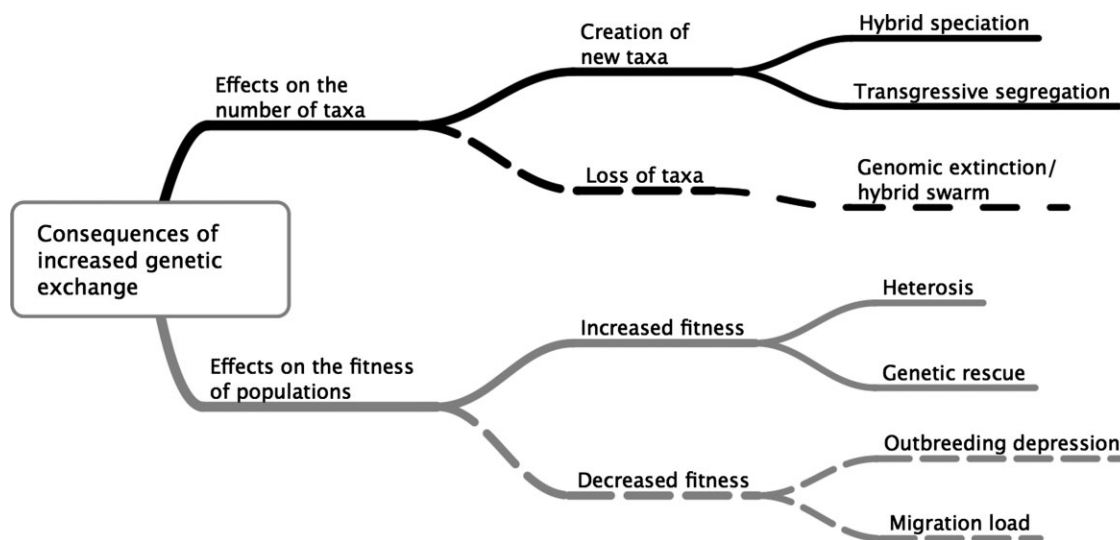 Hybrid speciation
Creation of
new taxa
Transgressive segregation
Effects on the
number of taxa
Loss of taxa
Genomic extinction/
hybrid swarm
Consequences of
increased genetic
exchange
Heterosis
Increased fitness
Effects on the fitness
of populations
Genetic rescue
Outbreeding depression
Decreased fitness
Migration load